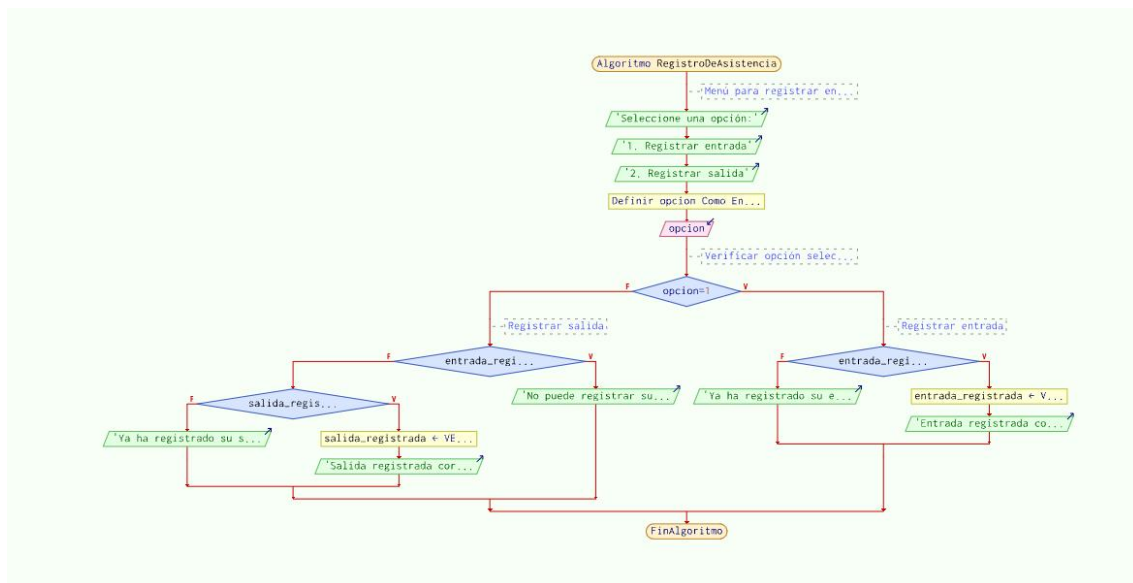 Algoritmo RegistroDeAsistencia
Menú para registrar en...
'Seleccione una opción:'
'1. Registrar entrada'
'2. Registrar salida'
Definir opcion Como En...
opcion
Verificar opción selec...
F
opcion=1
V
Registrar salida
Registrar entrada
F
entrada_regi...
V
F
entrada_regi...
V
F
salida_regis...
V
'No puede registrar su...
'Ya ha registrado su e...
entrada_registrada ← V...
'Entrada registrada co...
'Ya ha registrado su s...
salida_registrada ← VE...
'Salida registrada cor...
FinAlgoritmo